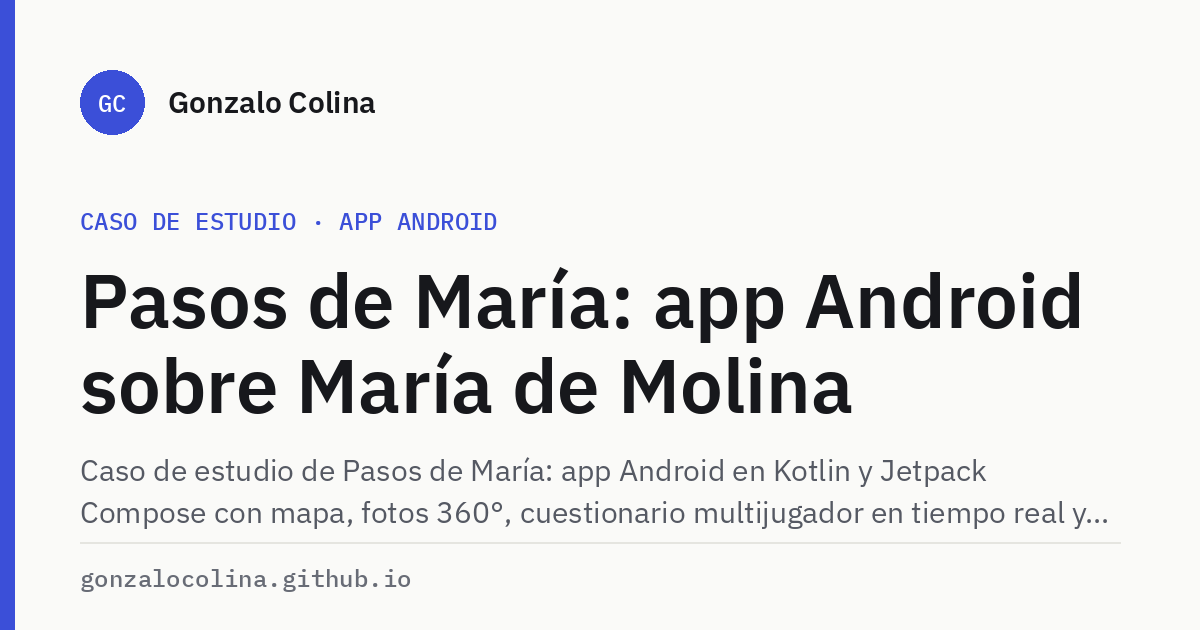 GC
Gonzalo Colina
CASO DE ESTUDIO · APP ANDROID
Pasos de María: app Android
sobre María de Molina
Caso de estudio de Pasos de María: app Android en Kotlin y Jetpack
Compose con mapa, fotos 360°, cuestionario multijugador en tiempo real y…
gonzalocolina.github.io